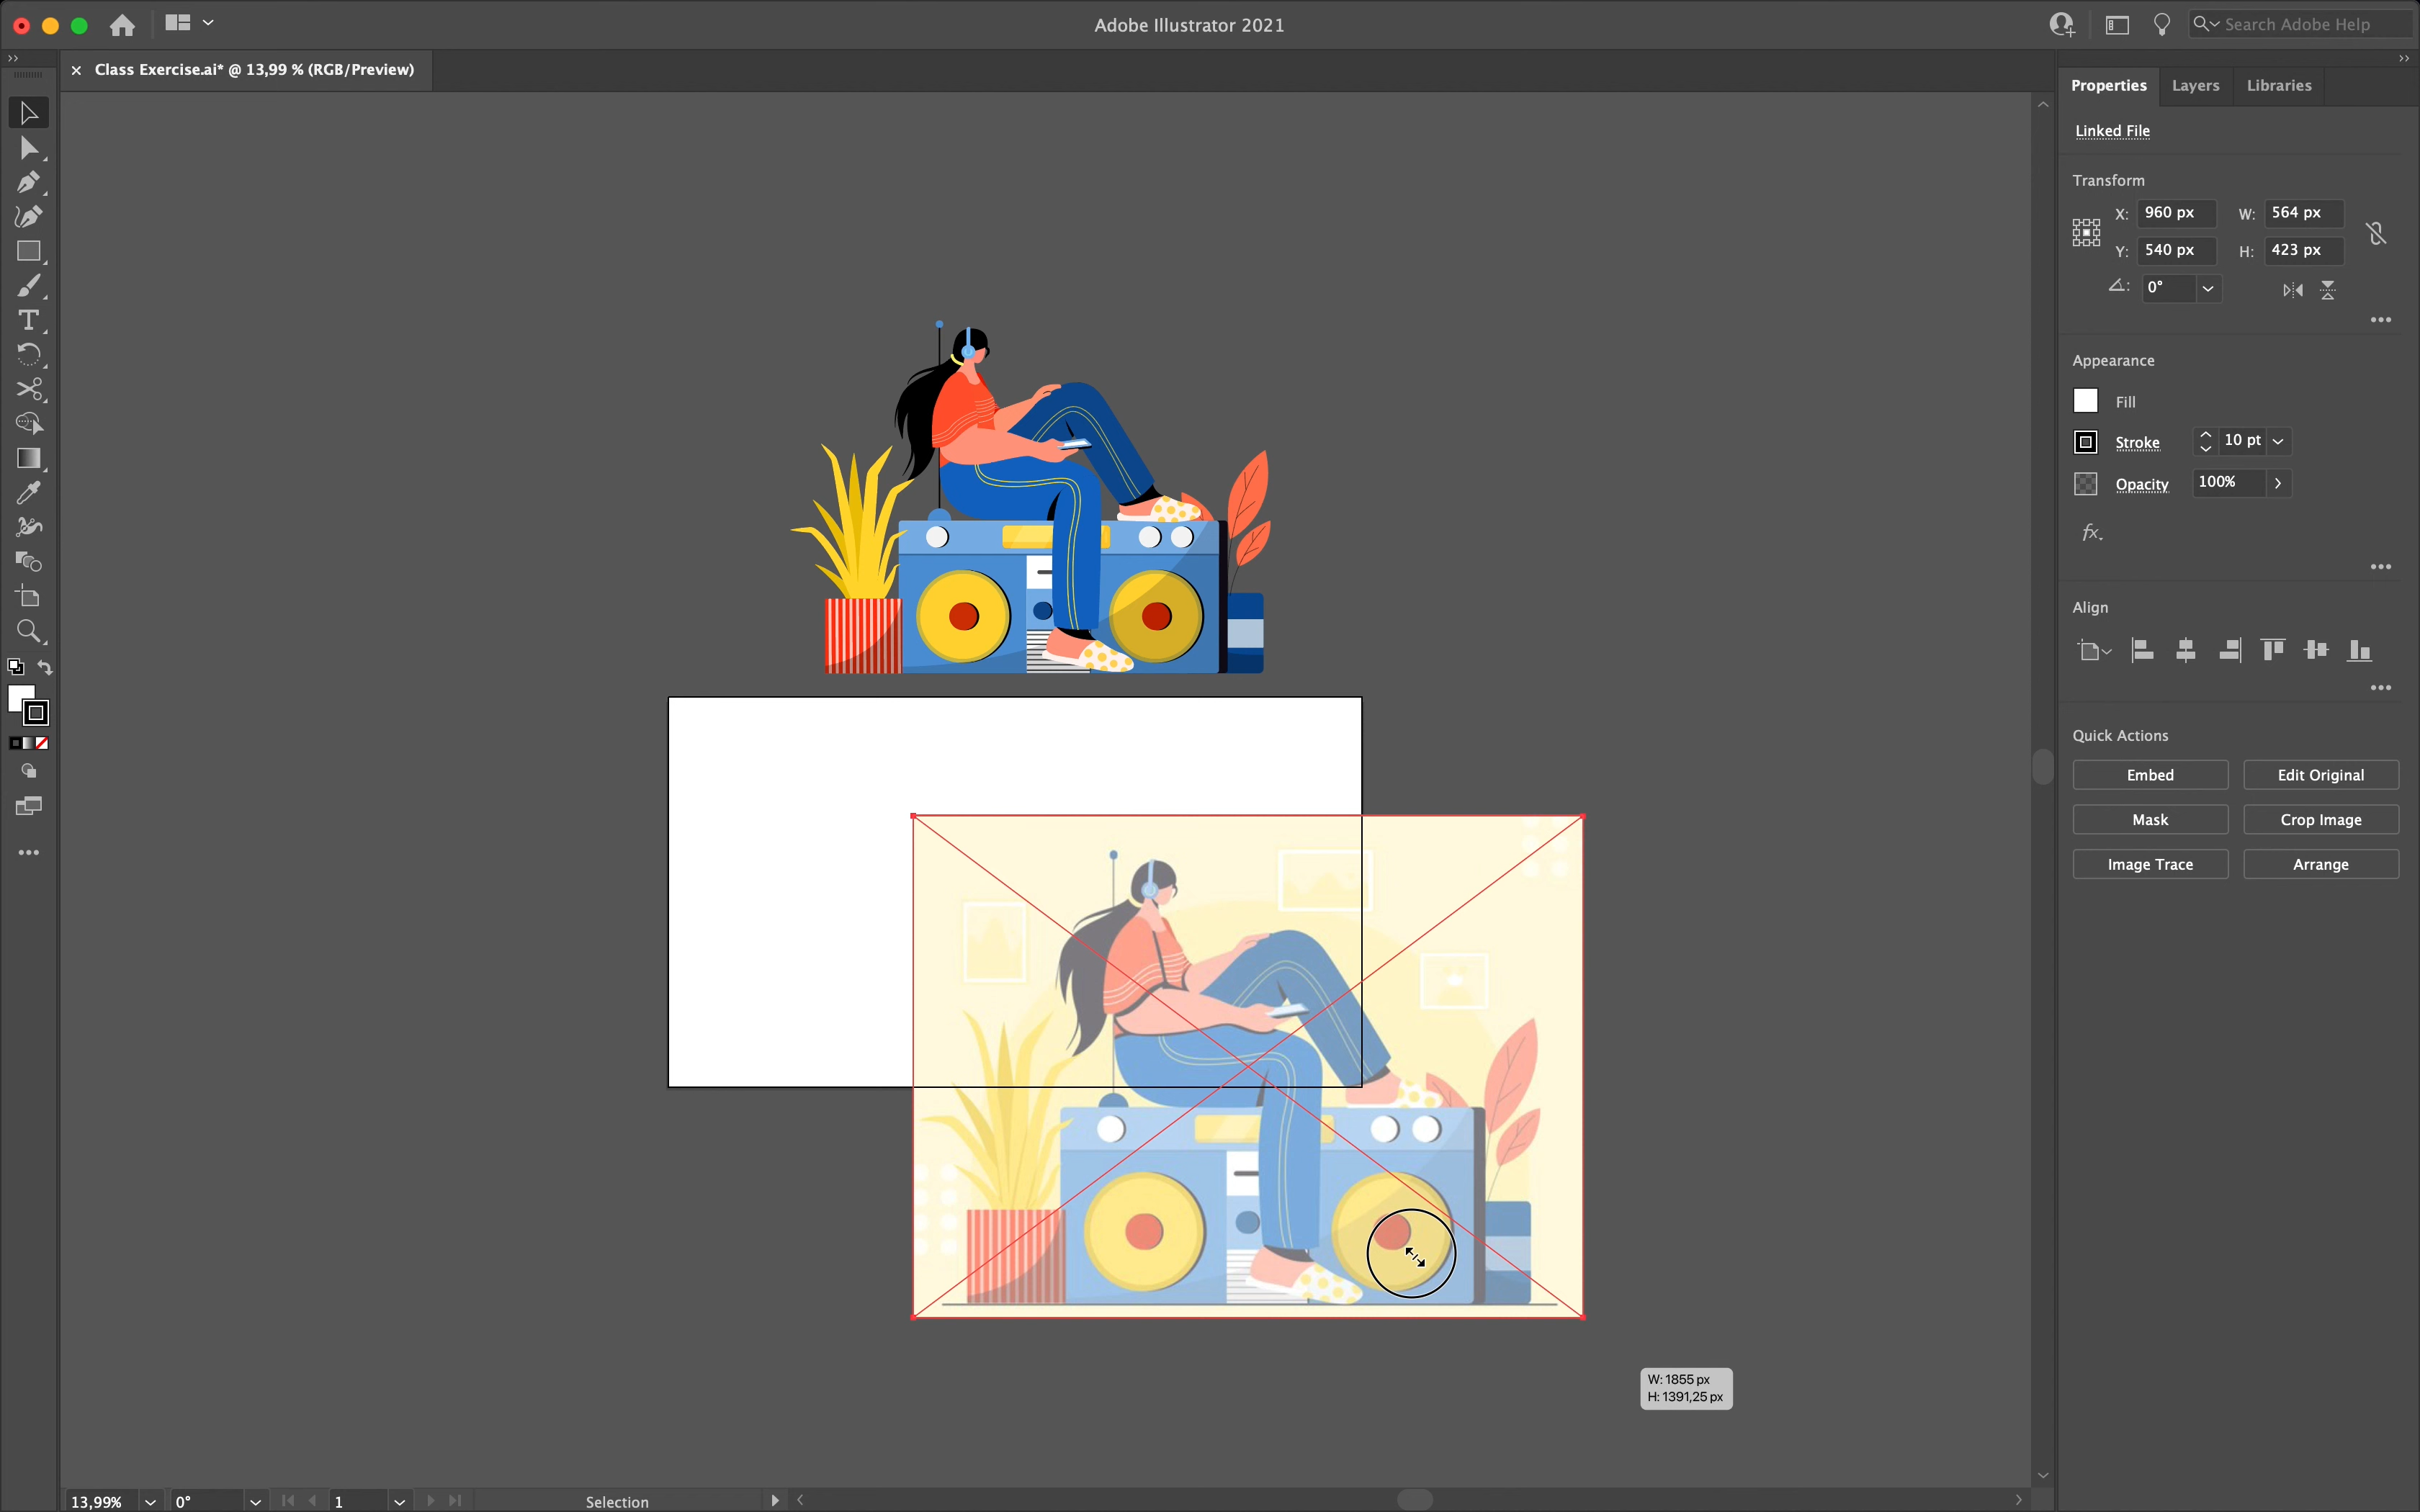 Adobe Illustrator 2021
Search Adobe Help
Class Exercise.ai* @ 13,99 % (RGB/Preview)
Properties Layers Libraries
Linked File
Transform
X: 960 px W: 564 px
Y: 540 px H: 423 px
0°
Appearance
Fill
Stroke 10 pt
Opacity 100%
fx
Align
Quick Actions
Embed Edit Original
Mask Crop Image
Image Trace Arrange
W: 1855 px
H: 1391,25 px
13,99% 0° 1 Selection